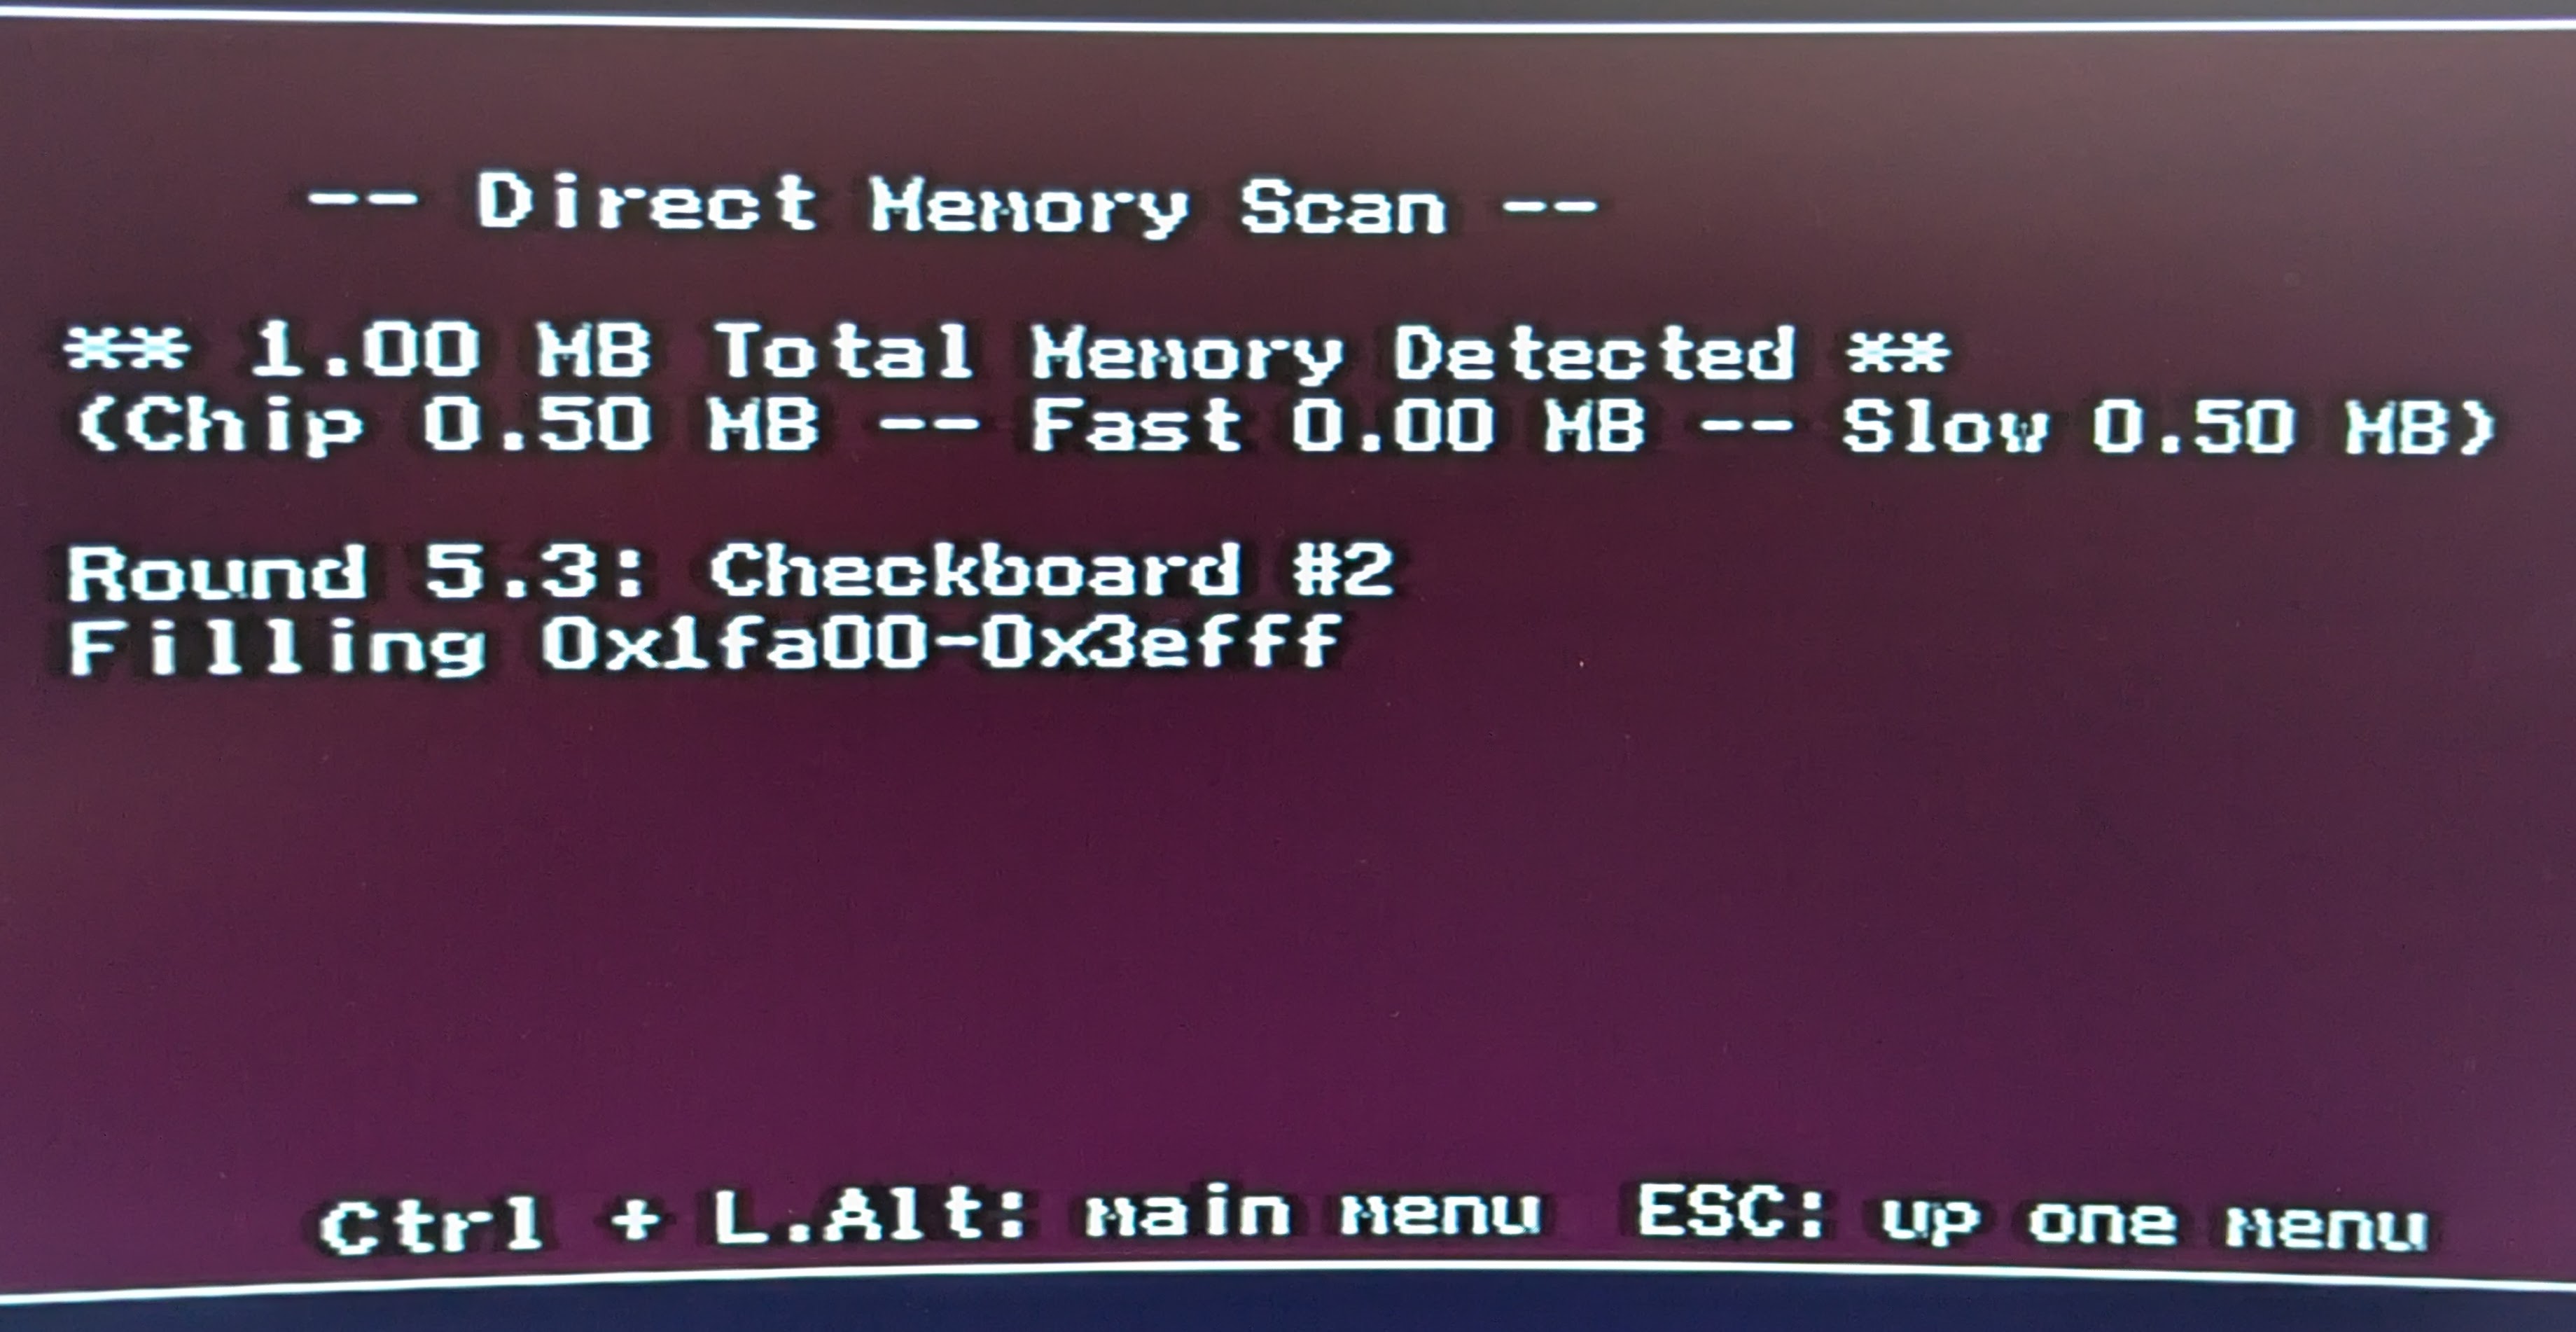 -- Direct Memory Scan --
** 1.00 MB Total Memory Detected **
(Chip 0.50 MB -- Fast 0.00 MB -- Slow 0.50 MB)
Round 5.3: Checkboard #2
Filling 0x1fa00-0x3efff
Ctrl + L.Alt: main menu  ESC: up one menu